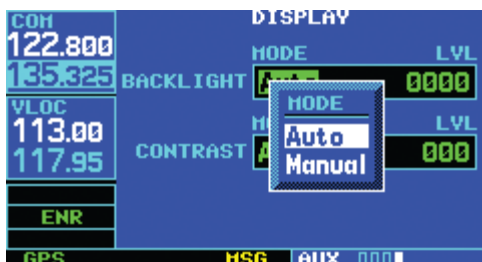 COM
122.800
135.325
VLOC
113.00
117.95
ENR
GPS
DISPLAY
MODE LVL
BACKLIGHT Auto 0000
LVL
CONTRAST 000
MODE
Auto
Manual
MSG AUX